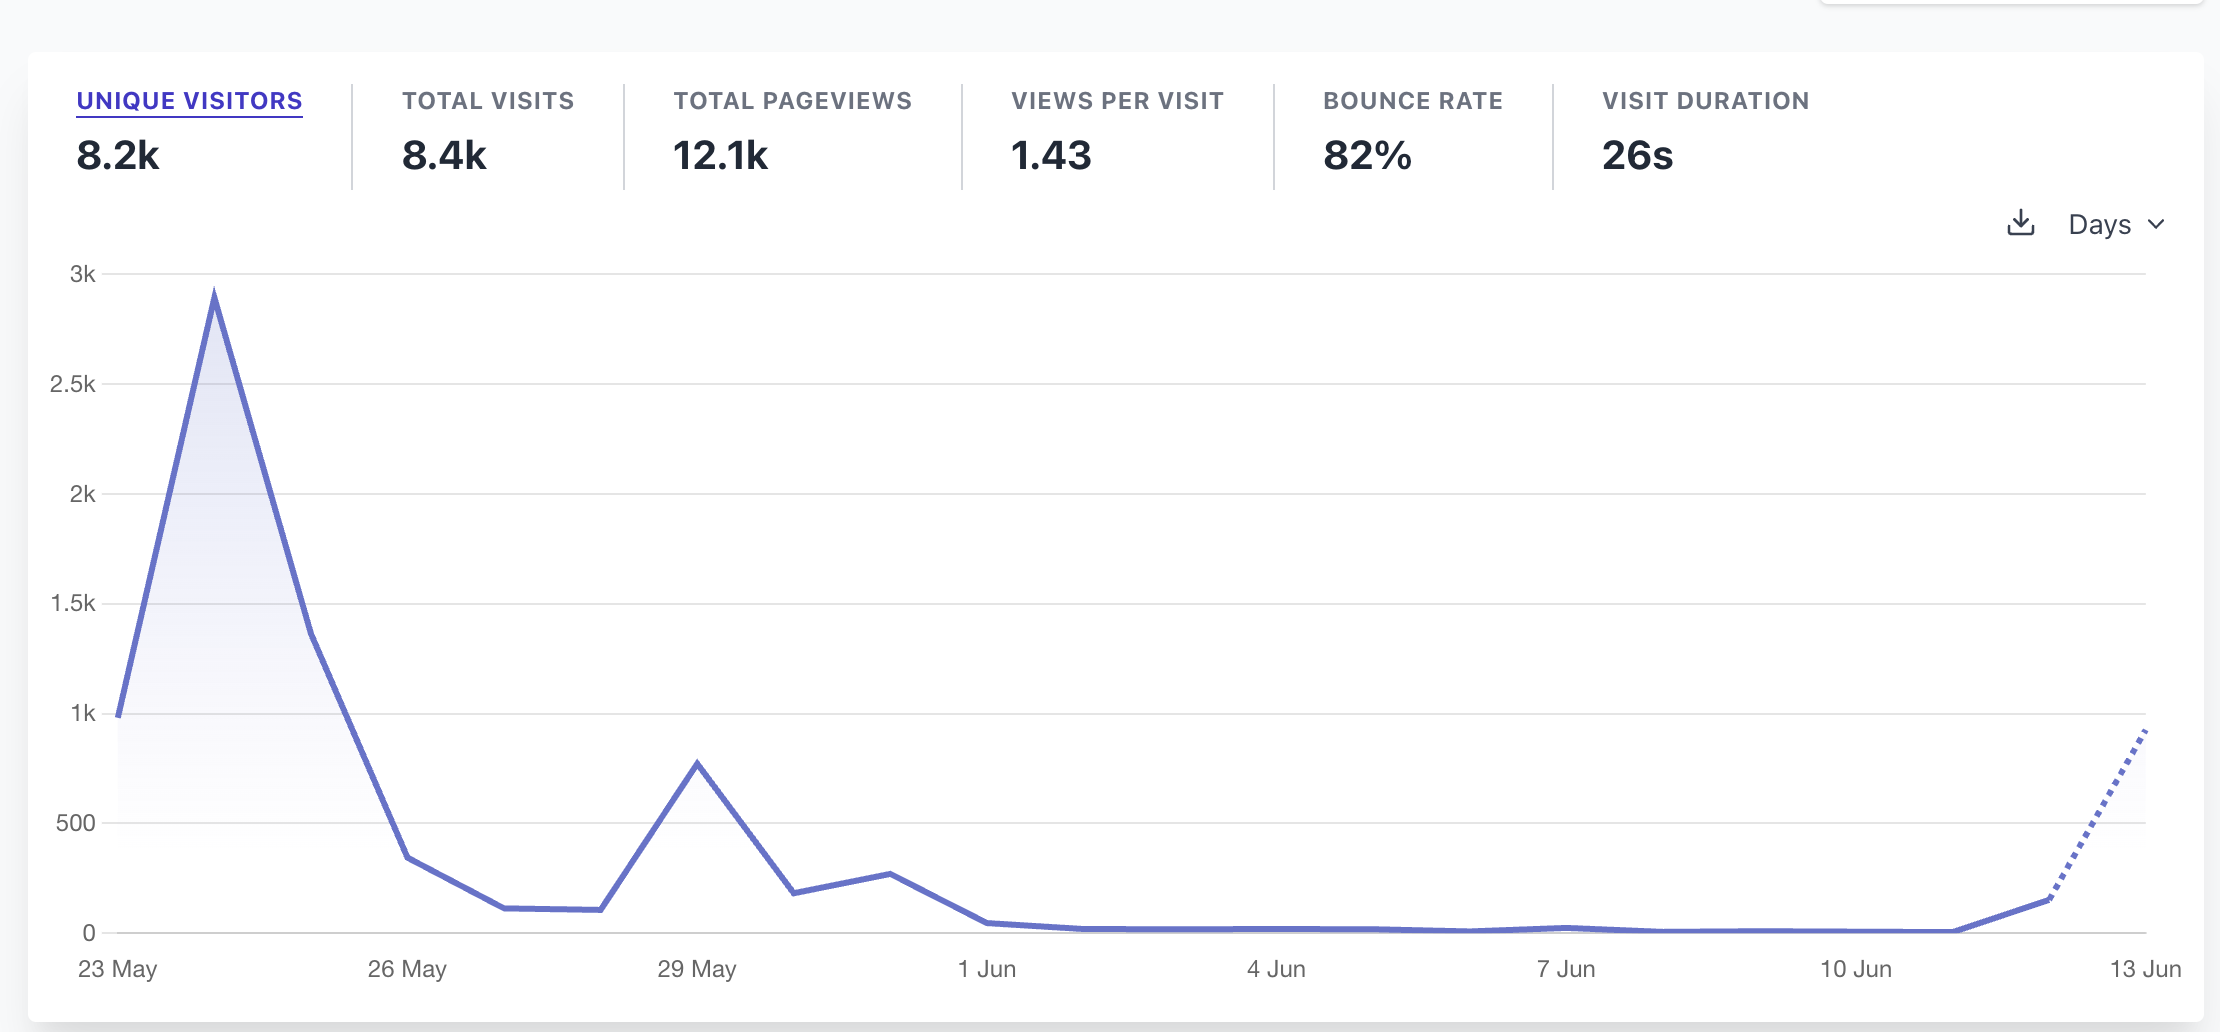 UNIQUE VISITORS
8.2k
TOTAL VISITS
8.4k
TOTAL PAGEVIEWS
12.1k
VIEWS PER VISIT
1.43
BOUNCE RATE
82%
VISIT DURATION
26s
Days
3k
2.5k
2k
1.5k
1k
500
0
23 May
26 May
29 May
1 Jun
4 Jun
7 Jun
10 Jun
13 Jun